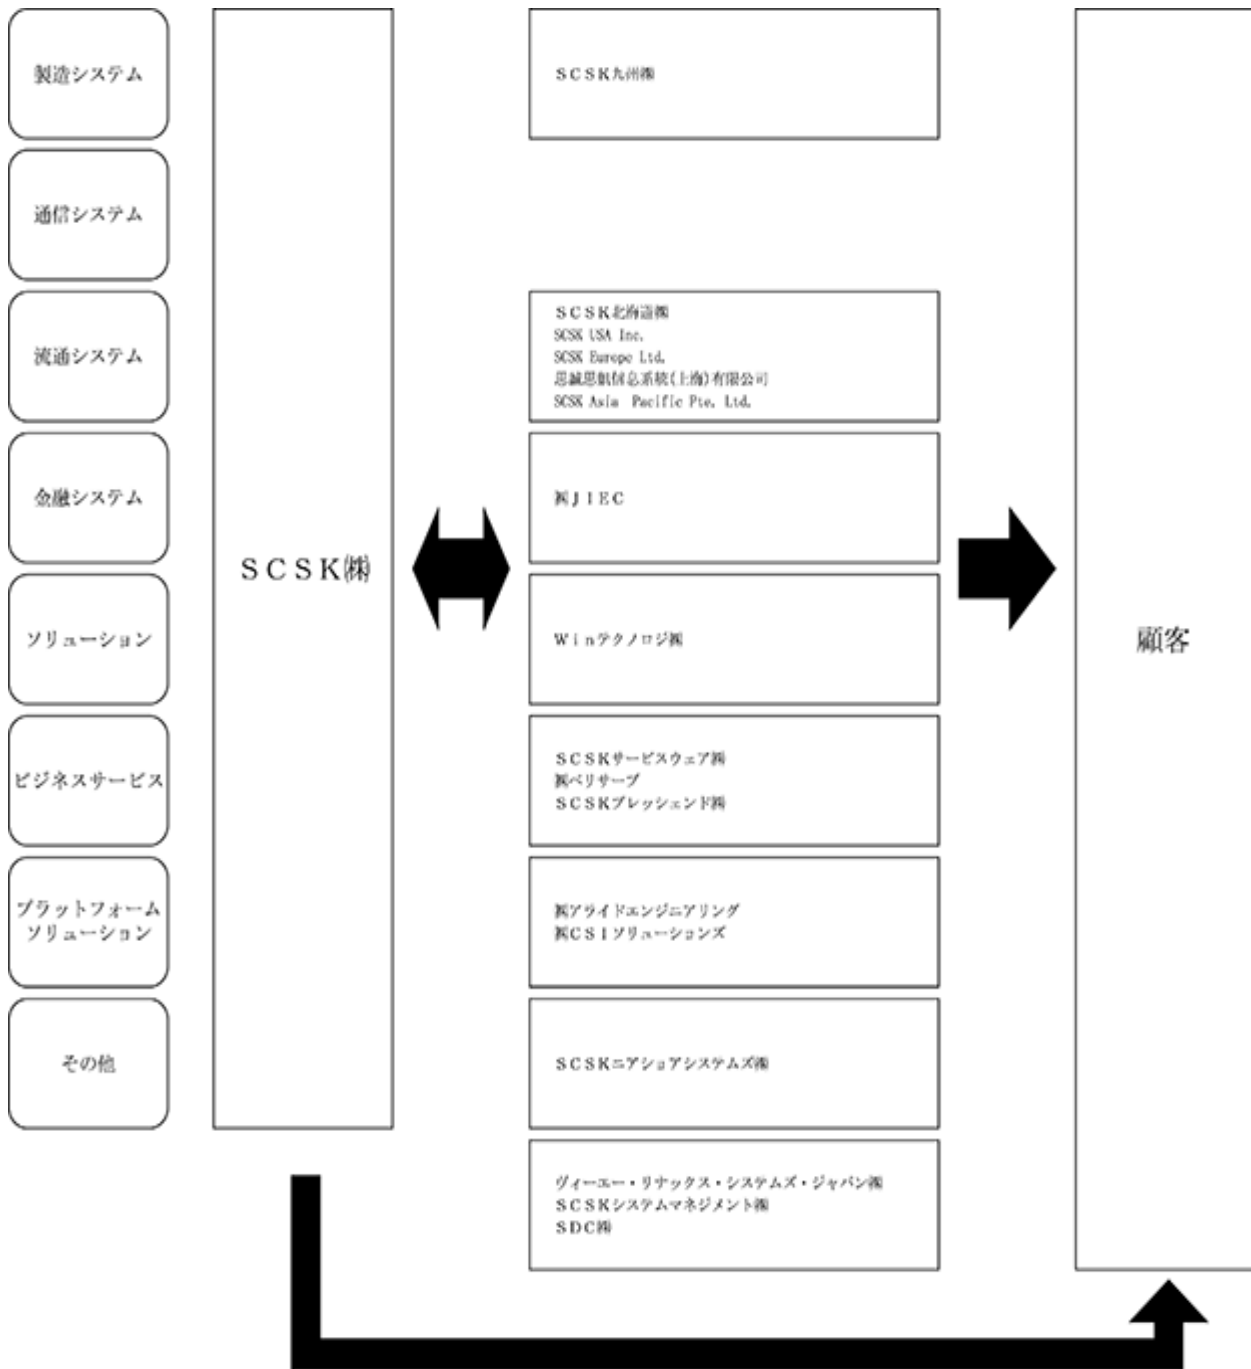 製造システム
通信システム
流通システム
金融システム
ソリューション
ビジネスサービス
プラットフォーム
ソリューション
その他
ＳＣＳＫ㈱
ＳＣＳＫ九州㈱
ＳＣＳＫ北海道㈱
SCSK USA Inc.
SCSK Europe Ltd.
思誠思凱信息系統(上海)有限公司
SCSK Asia　Pacific Pte. Ltd.
㈱ＪＩＥＣ
Ｗｉｎテクノロジ㈱
ＳＣＳＫサービスウェア㈱
㈱ベリサーブ
ＳＣＳＫプレッシェンド㈱
㈱アライドエンジニアリング
㈱ＣＳＩソリューションズ
ＳＣＳＫニアショアシステムズ㈱
ヴィーエー・リナックス・システムズ・ジャパン㈱
ＳＣＳＫシステムマネジメント㈱
ＳＤＣ㈱
顧客